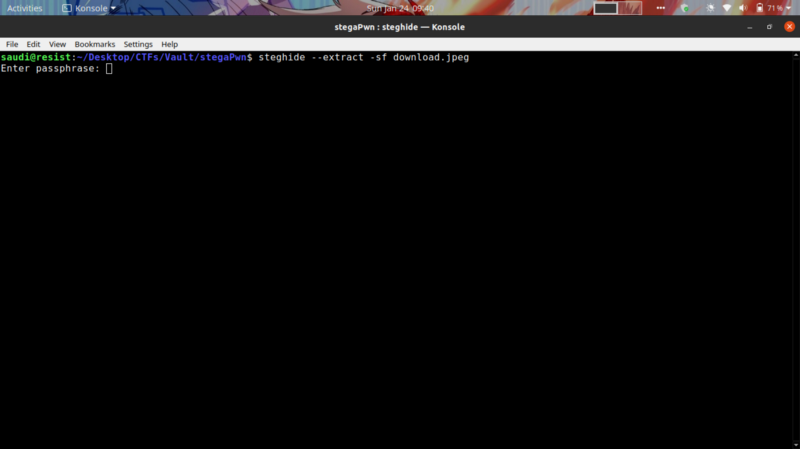 Activities Konsole Sun Jan 24 09:40 71 %
stegaPwn : steghide — Konsole
File Edit View Bookmarks Settings Help
saudi@resist:~/Desktop/CTFs/Vault/stegaPwn$ steghide --extract -sf download.jpeg
Enter passphrase: